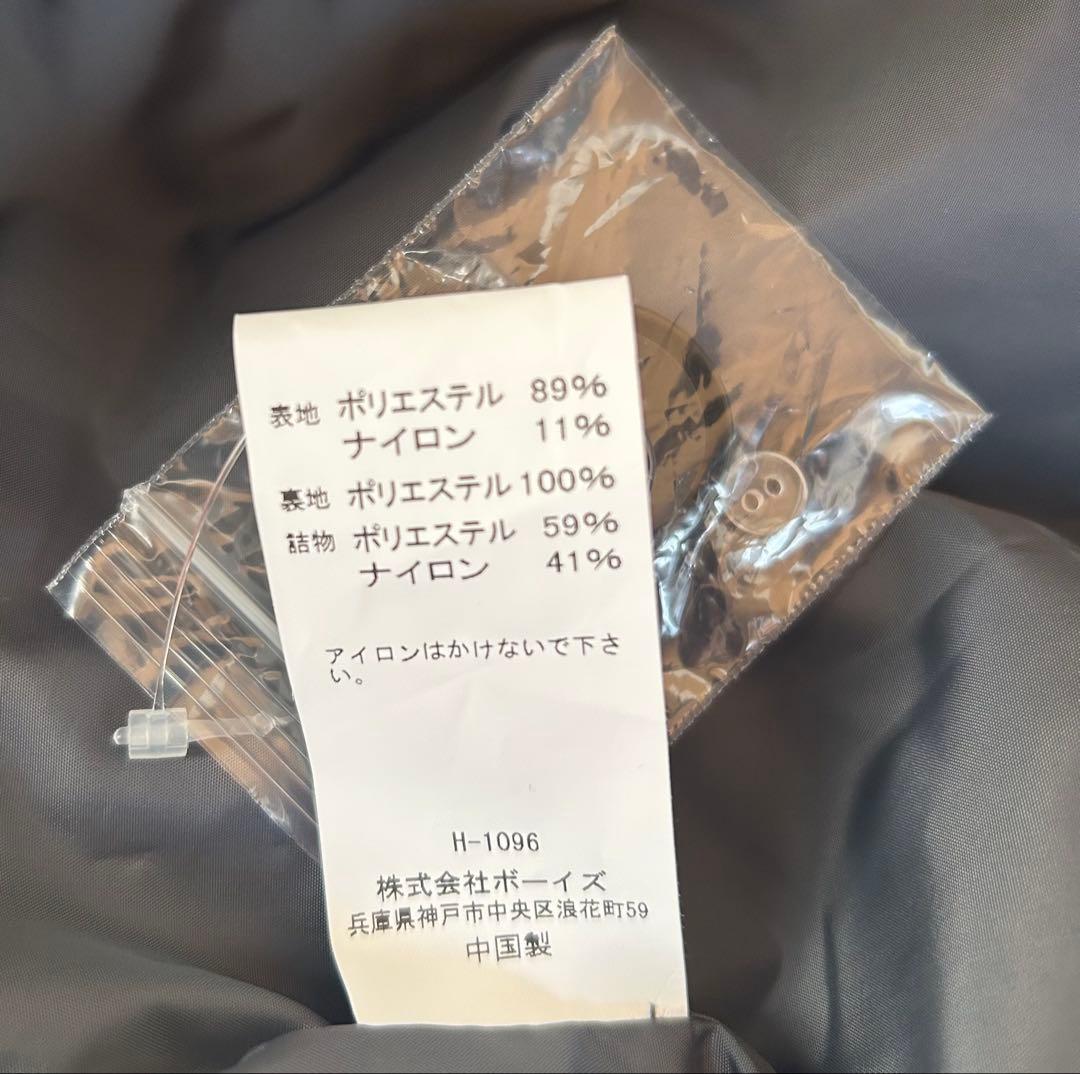 表地 ポリエステル 89%
ナイロン 11%
裏地 ポリエステル 100%
詰物 ポリエステル 59%
ナイロン 41%
アイロンはかけないで下さ
い。
H-1096
株式会社ボーイズ
兵庫県神戸市中央区浪花町59
中国製